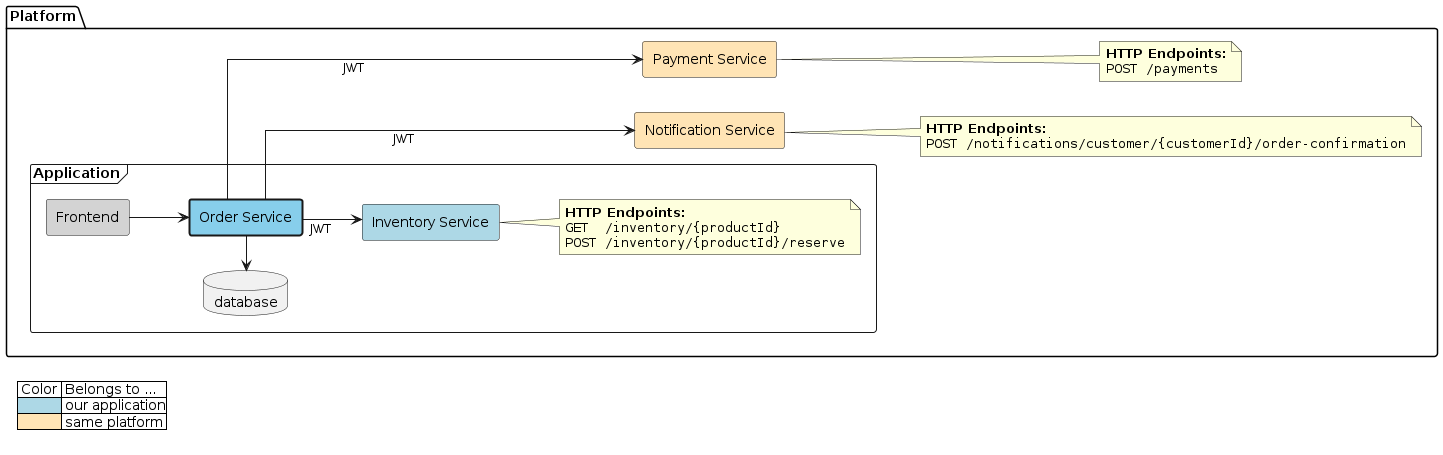 Platform
Payment Service
HTTP Endpoints:
POST /payments
JWT
Notification Service
HTTP Endpoints:
POST /notifications/customer/{customerId}/order-confirmation
JWT
Application
Frontend
Order Service
JWT
Inventory Service
HTTP Endpoints:
GET  /inventory/{productId}
POST /inventory/{productId}/reserve
database
Color Belongs to ...
our application
same platform